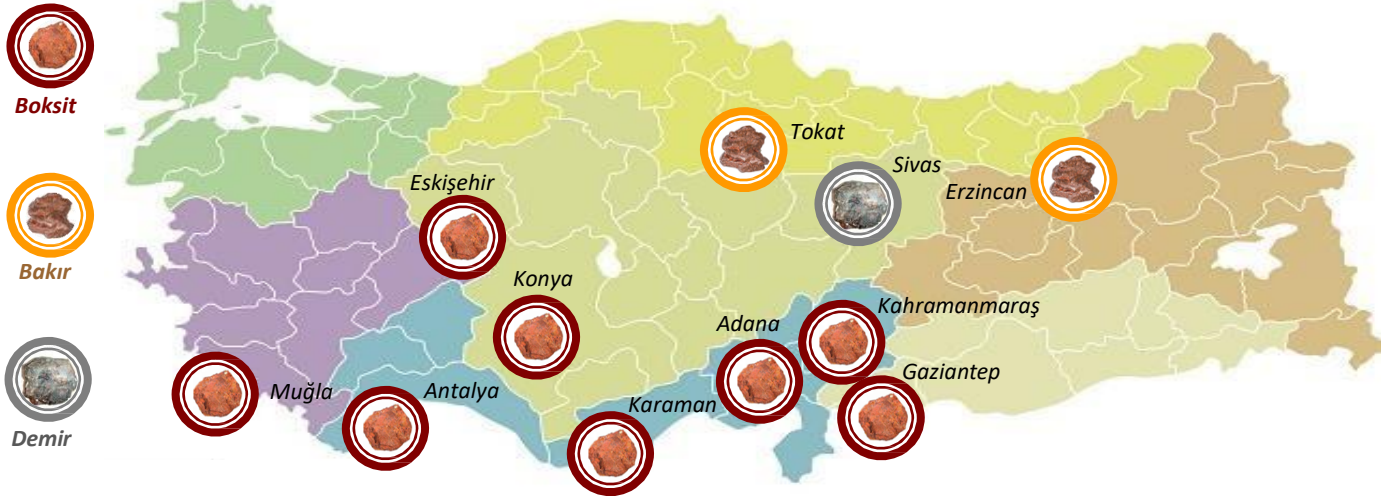 Boksit
Bakır
Demir
Tokat
Sivas
Eskişehir
Erzincan
Konya
Kahramanmaraş
Adana
Gaziantep
Muğla
Antalya
Karaman